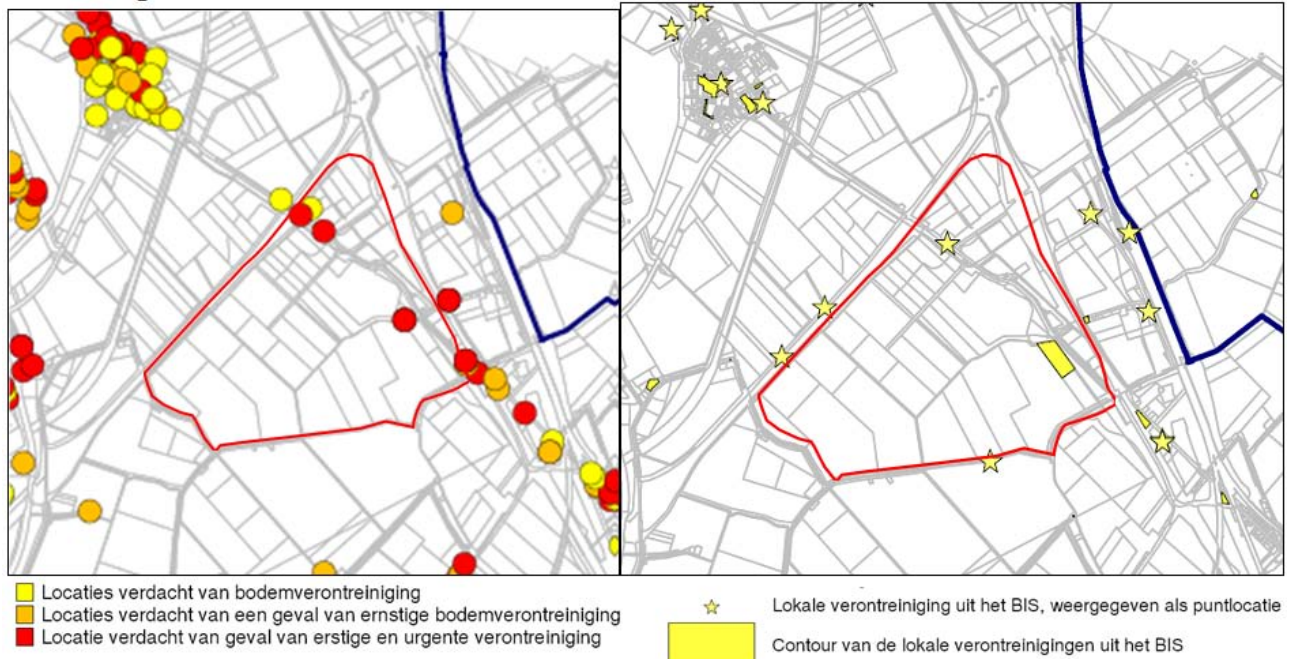 Locaties verdacht van bodemverontreiniging
Locaties verdacht van een geval van ernstige bodemverontreiniging
Locatie verdacht van geval van erstige en urgente verontreiniging
Lokale verontreiniging uit het BIS, weergegeven als puntlocatie
Contour van de lokale verontreinigingen uit het BIS